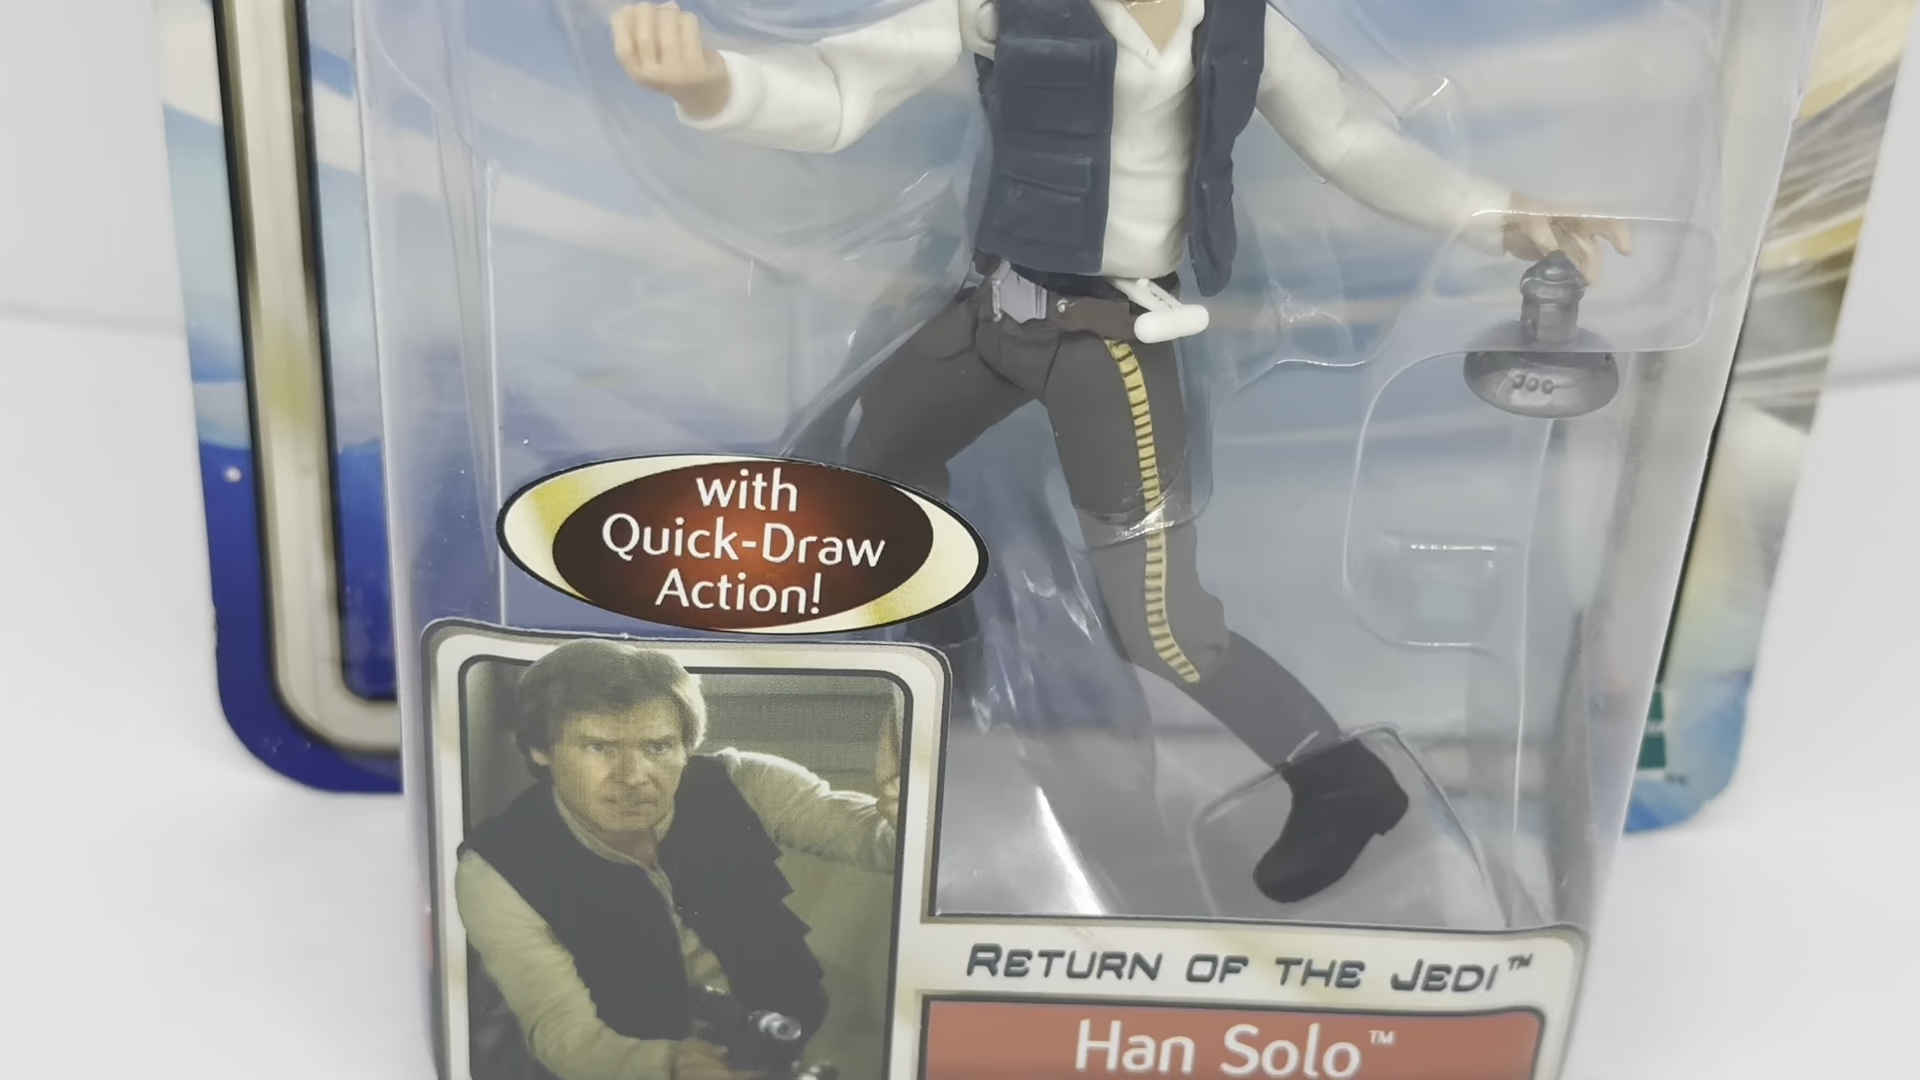 with
Quick-Draw
Action!
RETURN OF THE JEDI™
Han Solo™